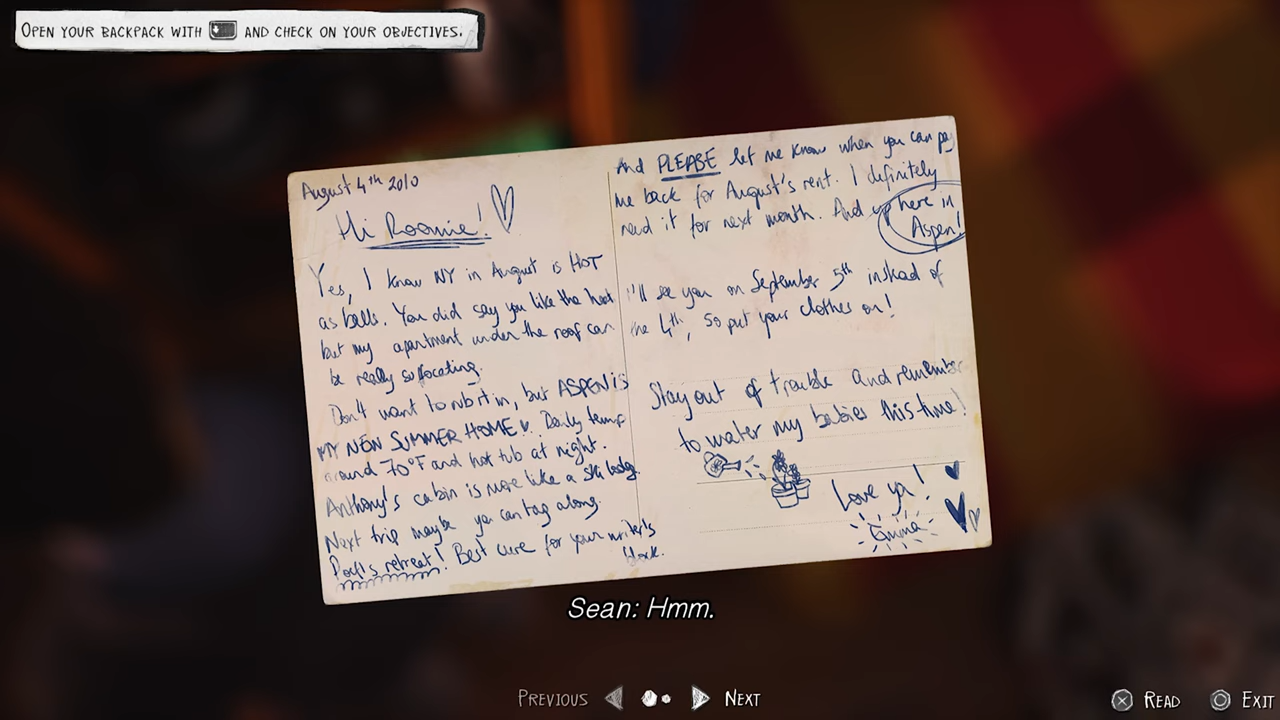 OPEN YOUR BACKPACK WITH AND CHECK ON YOUR OBJECTIVES.
August 4th 2010
Hi Roomie!
Yes, I know NY in August is HOT
as balls. You did say you like the heat
but my apartment under the roof can
be really suffocating.
Don't want to rub it in, but ASPEN IS
MY NEW SUMMER HOME. Daily temp
around 70°F and hot tub at night.
Anthony's cabin is more like a ski lodge.
Next trip maybe you can tag along.
Poet's retreat! Best cure for your writer's
block.
And PLEASE let me know when you can pay
me back for August's rent. I definitely
need it for next month. And up here in
Aspen!
I'll see you on September 5th instead of
the 4th, so put your clothes on!
Stay out of trouble and remember
to water my babies this time!
Love ya!
Emma
Sean: Hmm.
PREVIOUS NEXT
READ EXIT